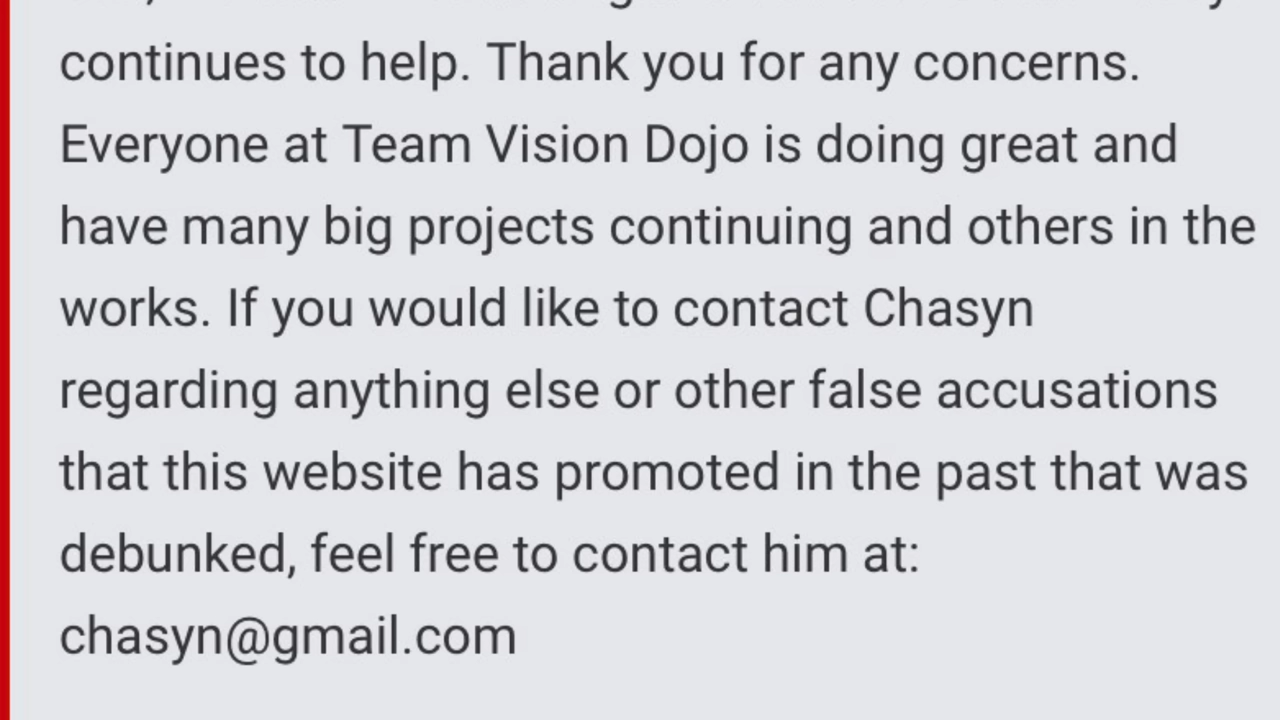 continues to help. Thank you for any concerns.
Everyone at Team Vision Dojo is doing great and
have many big projects continuing and others in the
works. If you would like to contact Chasyn
regarding anything else or other false accusations
that this website has promoted in the past that was
debunked, feel free to contact him at:
chasyn@gmail.com